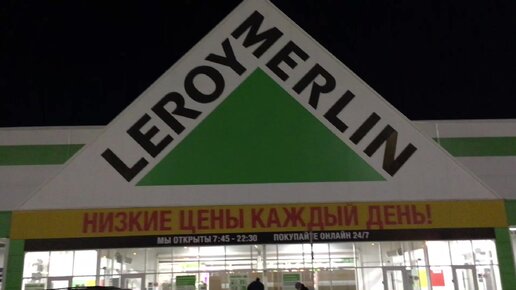 LEROY MERLIN
НИЗКИЕ ЦЕНЫ КАЖДЫЙ ДЕНЬ!
МЫ ОТКРЫТЫ 7:45 - 22:30 ПОКУПАЙТЕ ОНЛАЙН 24/7